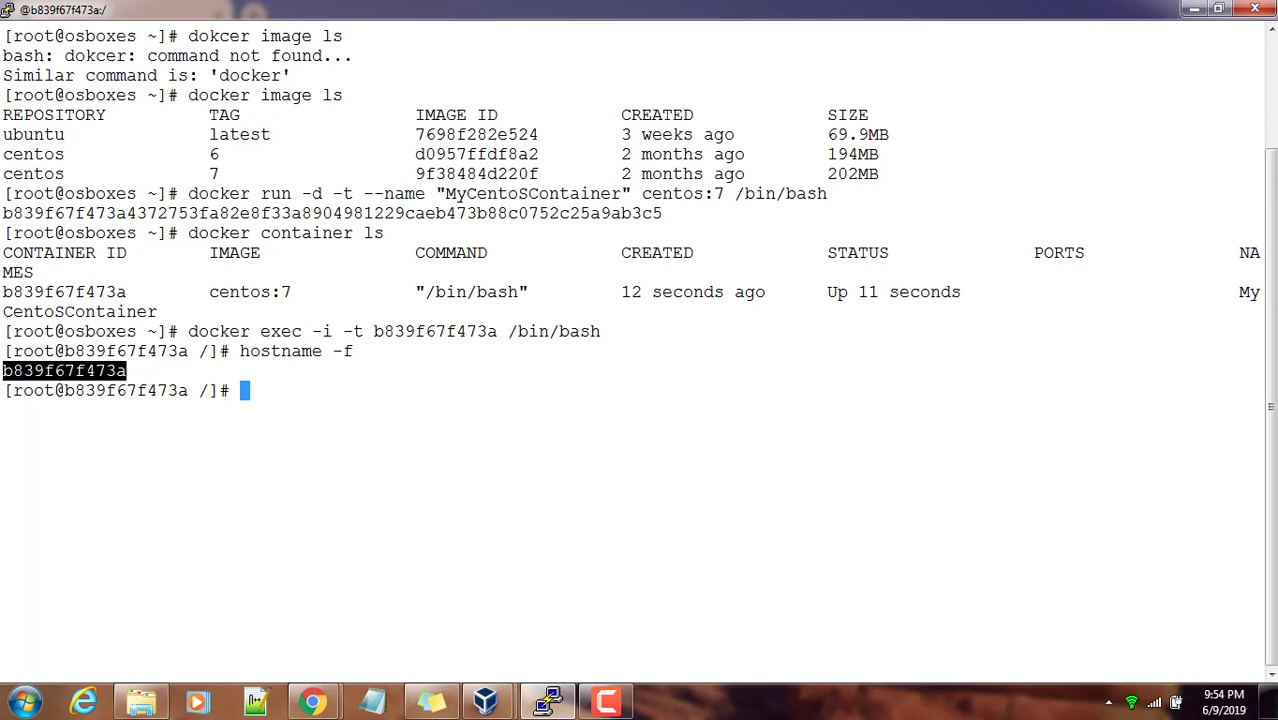 @b839f67f473a:/
[root@osboxes ~]# dokcer image ls
bash: dokcer: command not found...
Similar command is: 'docker'
[root@osboxes ~]# docker image ls
REPOSITORY TAG IMAGE ID CREATED SIZE
ubuntu latest 7698f282e524 3 weeks ago 69.9MB
centos 6 d0957ffdf8a2 2 months ago 194MB
centos 7 9f38484d220f 2 months ago 202MB
[root@osboxes ~]# docker run -d -t --name "MyCentoSContainer" centos:7 /bin/bash
b839f67f473a4372753fa82e8f33a8904981229caeb473b88c0752c25a9ab3c5
[root@osboxes ~]# docker container ls
CONTAINER ID IMAGE COMMAND CREATED STATUS PORTS NA
MES
b839f67f473a centos:7 "/bin/bash" 12 seconds ago Up 11 seconds My
CentoSContainer
[root@osboxes ~]# docker exec -i -t b839f67f473a /bin/bash
[root@b839f67f473a /]# hostname -f
b839f67f473a
[root@b839f67f473a /]#
9:54 PM
6/9/2019